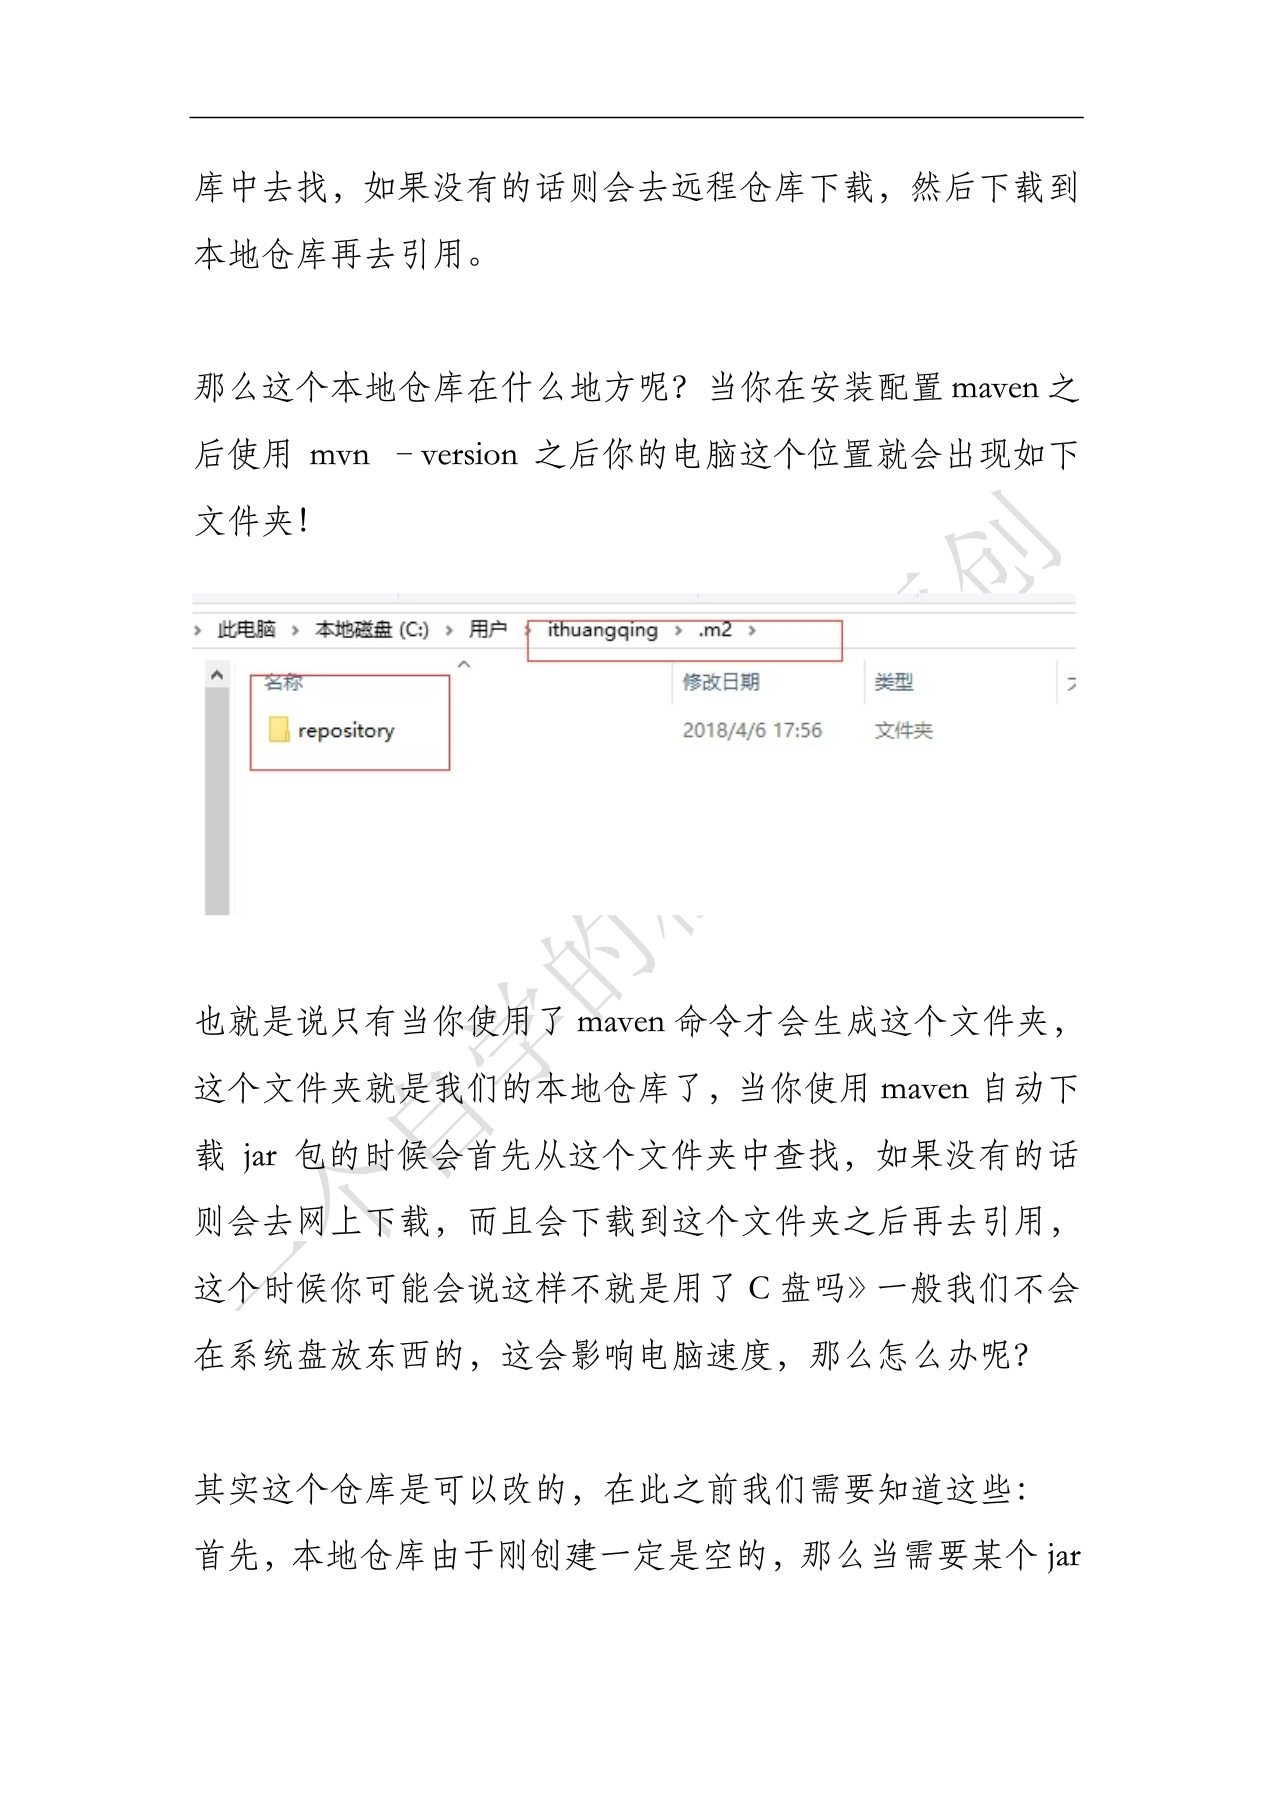 库中去找，如果没有的话则会去远程仓库下载，然后下载到
本地仓库再去引用。
那么这个本地仓库在什么地方呢？当你在安装配置 maven 之
后使用 mvn –version 之后你的电脑这个位置就会出现如下
文件夹！
此电脑 › 本地磁盘 (C:) › 用户 › ithuangqing › .m2 ›
名称 修改日期 类型
repository 2018/4/6 17:56 文件夹
也就是说只有当你使用了 maven 命令才会生成这个文件夹，
这个文件夹就是我们的本地仓库了，当你使用 maven 自动下
载 jar 包的时候会首先从这个文件夹中查找，如果没有的话
则会去网上下载，而且会下载到这个文件夹之后再去引用，
这个时候你可能会说这样不就是用了 C 盘吗》一般我们不会
在系统盘放东西的，这会影响电脑速度，那么怎么办呢？
其实这个仓库是可以改的，在此之前我们需要知道这些：
首先，本地仓库由于刚创建一定是空的，那么当需要某个 jar
一个自学的
创